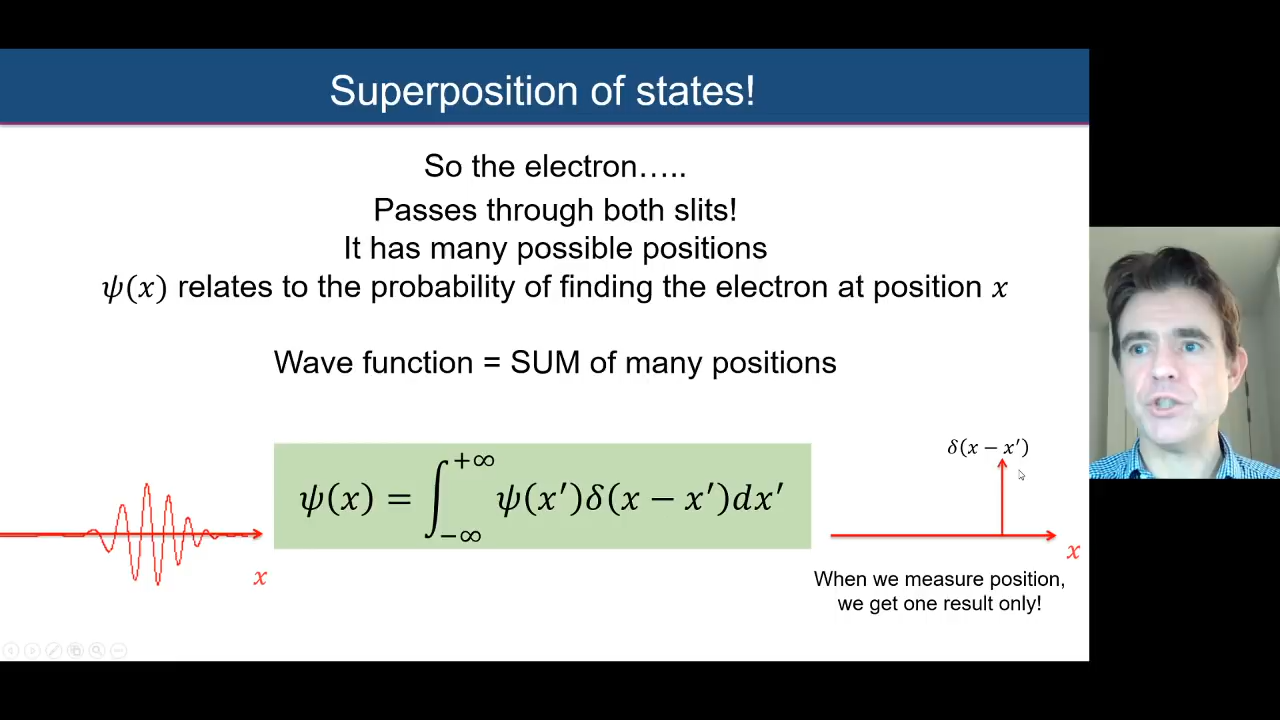 Superposition of states!
So the electron…..
Passes through both slits!
It has many possible positions
𝜓(𝑥) relates to the probability of finding the electron at position 𝑥
Wave function = SUM of many positions
𝜓(𝑥) = ∫_{−∞}^{+∞} 𝜓(𝑥′)𝛿(𝑥 − 𝑥′)𝑑𝑥′
𝑥
𝛿(𝑥 − 𝑥′)
𝑥
When we measure position,
we get one result only!